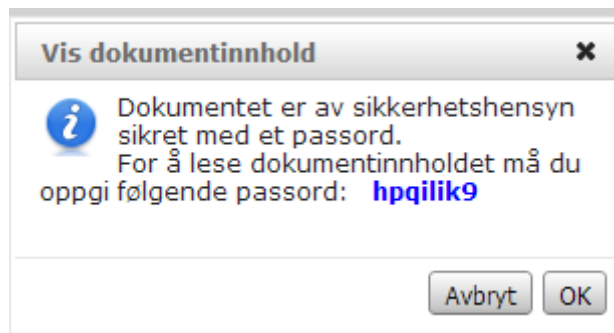 Vis dokumentinnhold
Dokumentet er av sikkerhetshensyn
sikret med et passord.
For å lese dokumentinnholdet må du
oppgi følgende passord: hpqilik9
Avbryt OK